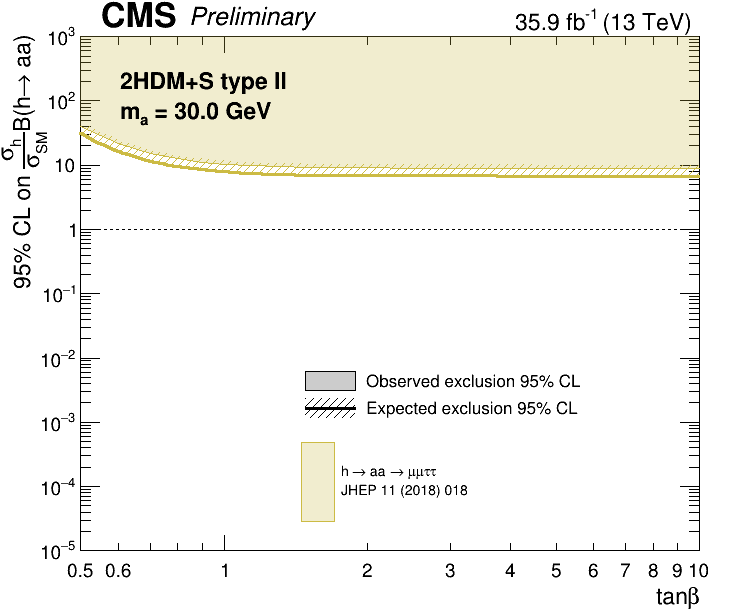 CMS Preliminary 35.9 fb⁻¹ (13 TeV)
95% CL on σh/σSM B(h→ aa)
10³
10²
10
1
10⁻¹
10⁻²
10⁻³
10⁻⁴
10⁻⁵
2HDM+S type II
mₐ = 30.0 GeV
Observed exclusion 95% CL
Expected exclusion 95% CL
h → aa → μμττ
JHEP 11 (2018) 018
0.5 0.6 1 2 3 4 5 6 7 8 9 10
tanβ